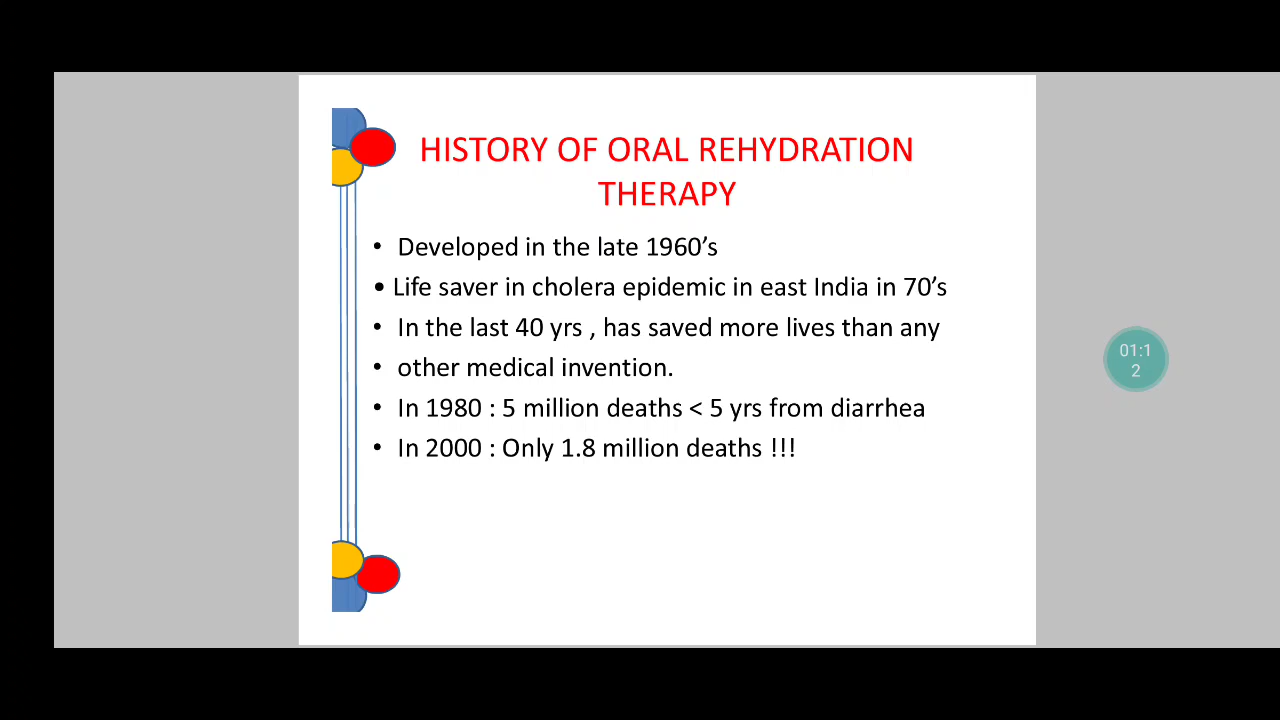 HISTORY OF ORAL REHYDRATION
THERAPY
• Developed in the late 1960’s
• Life saver in cholera epidemic in east India in 70’s
• In the last 40 yrs , has saved more lives than any
• other medical invention.
• In 1980 : 5 million deaths < 5 yrs from diarrhea
• In 2000 : Only 1.8 million deaths !!!
01:1
2